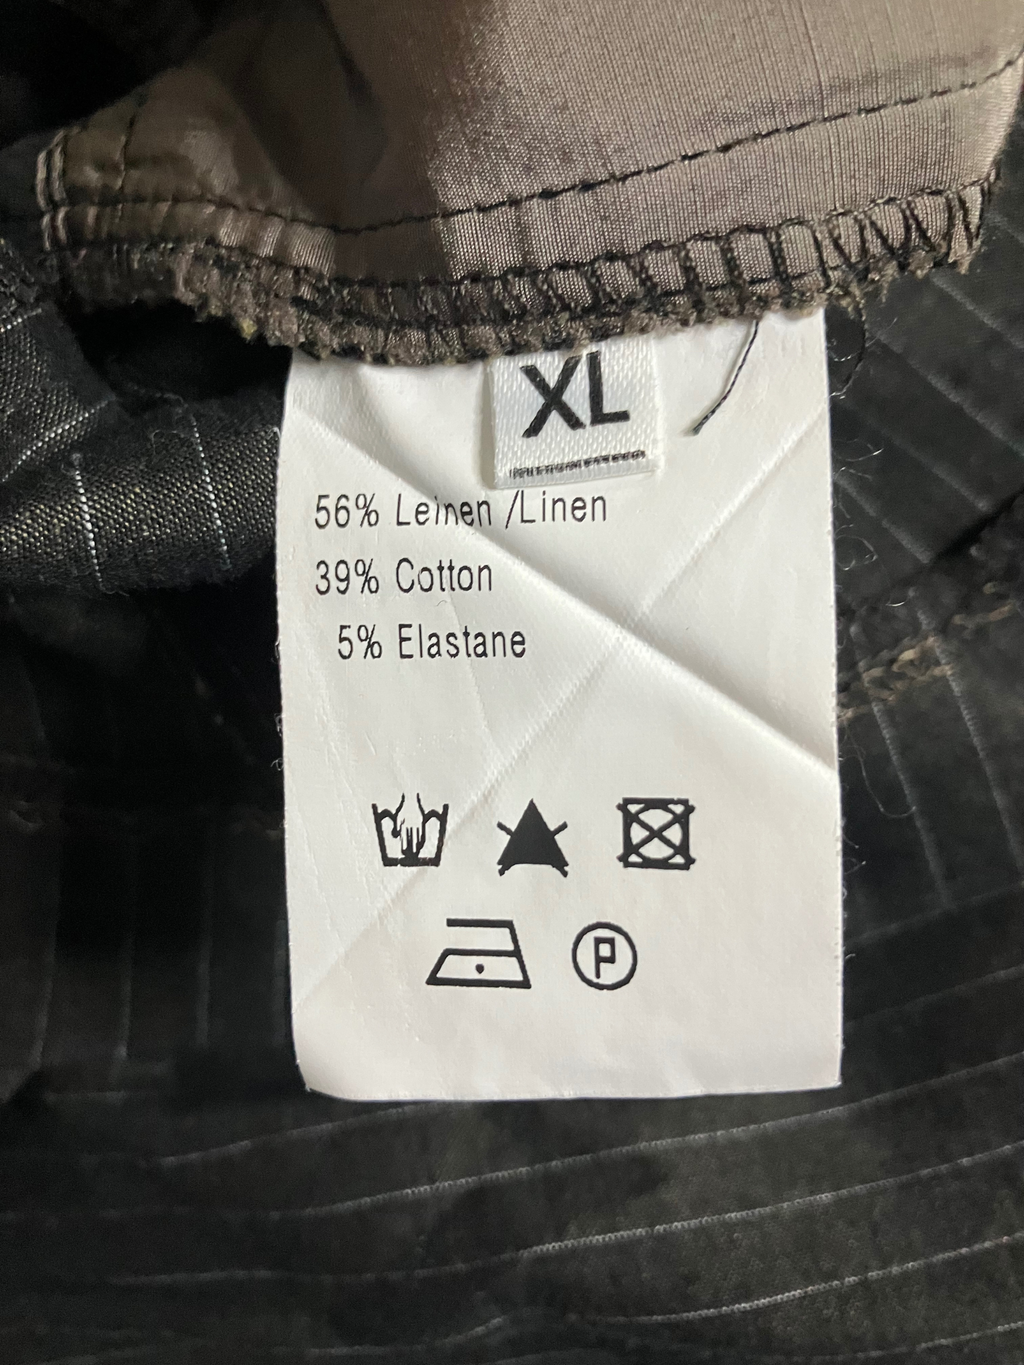 XL
56% Leinen /Linen
39% Cotton
5% Elastane
P